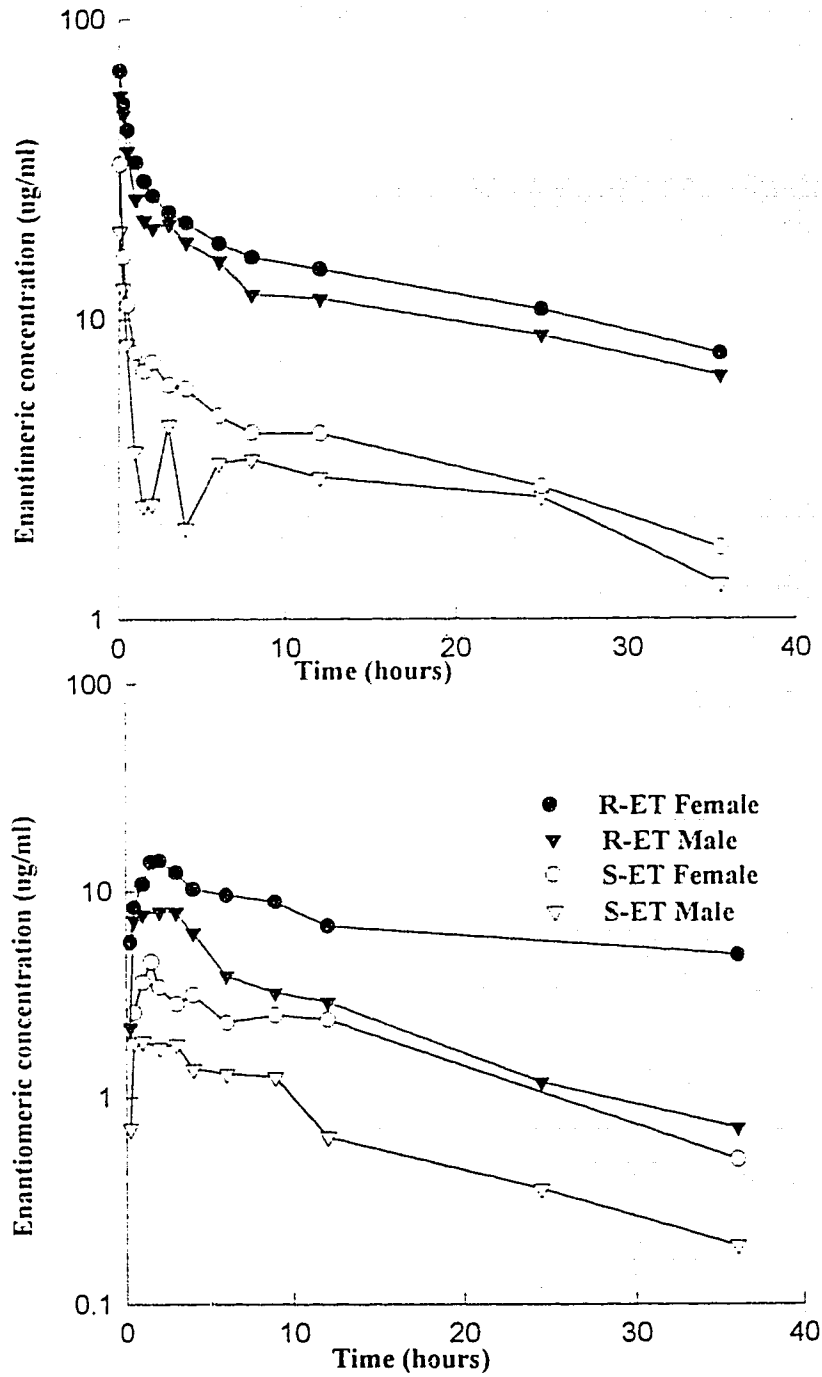 100
10
1
Enantimeric concentration (ug/ml)
0 10 20 30 40
Time (hours)
100
10
1
0.1
Enantiomeric concentration (ug/ml)
R-ET Female
R-ET Male
S-ET Female
S-ET Male
0 10 20 30 40
Time (hours)